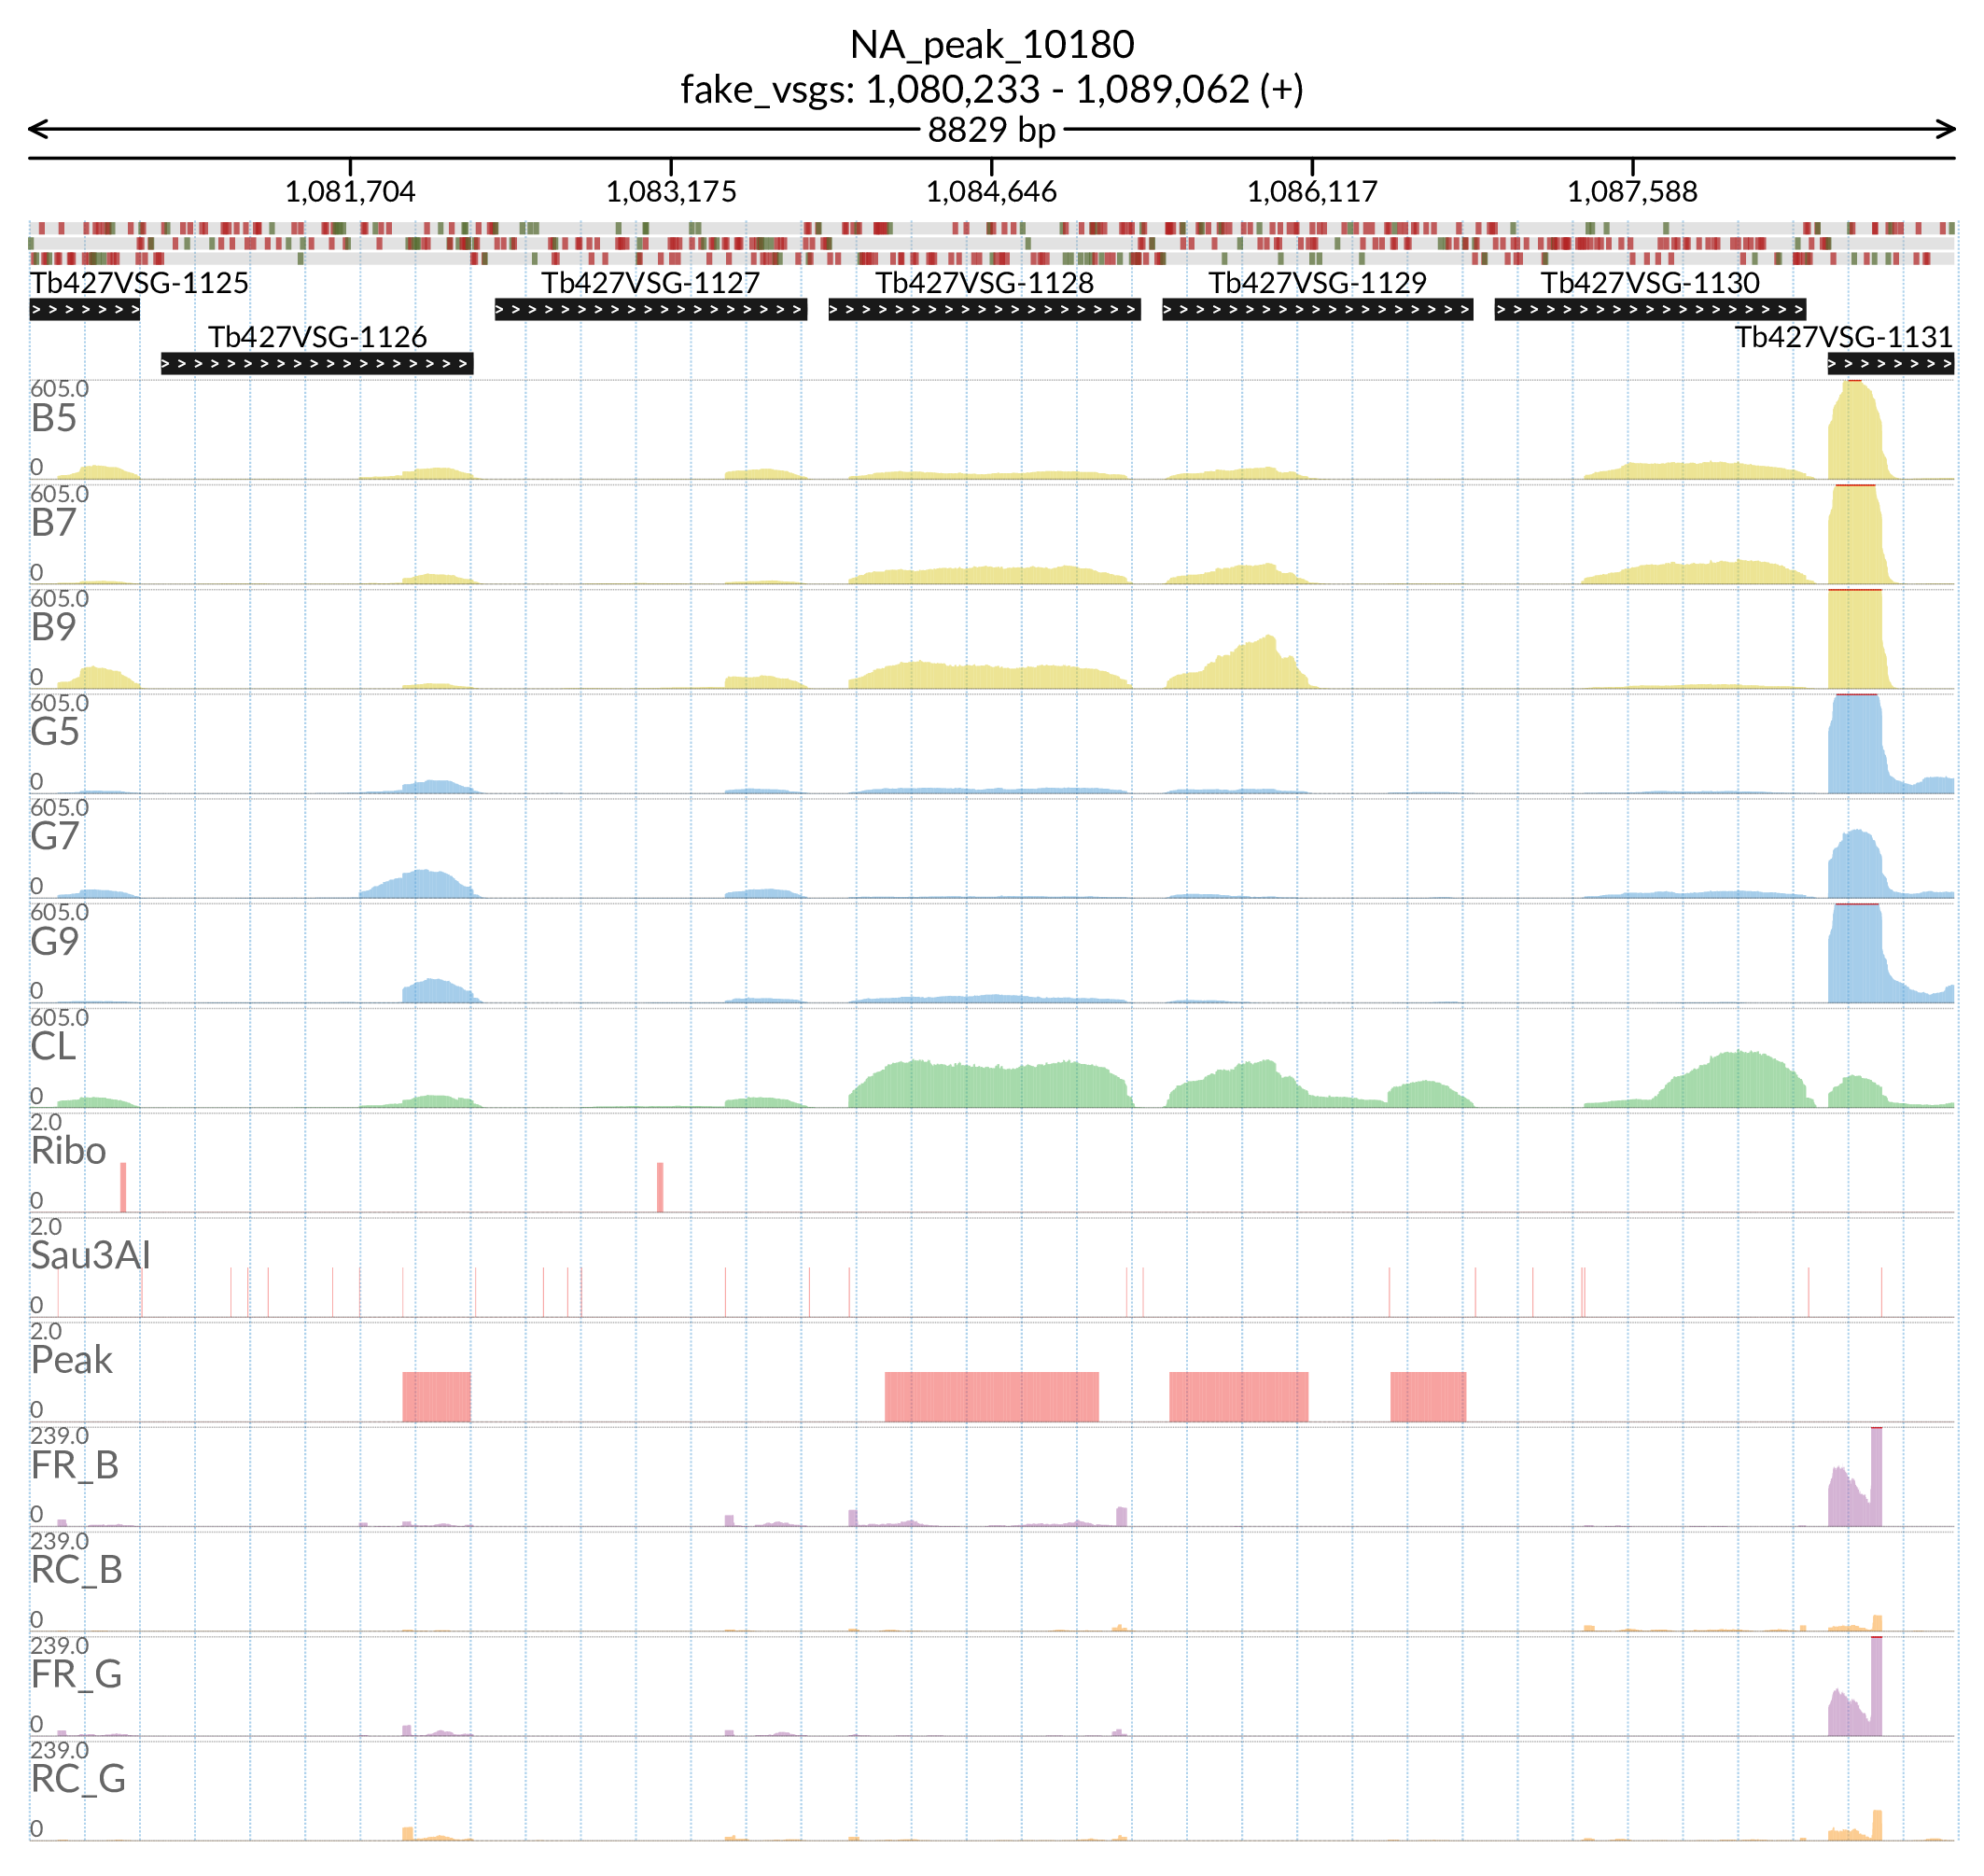 NA_peak_10180
fake_vsgs: 1,080,233 - 1,089,062 (+)
8829 bp
1,081,704 1,083,175 1,084,646 1,086,117 1,087,588
Tb427VSG-1125 Tb427VSG-1127 Tb427VSG-1128 Tb427VSG-1129 Tb427VSG-1130
Tb427VSG-1126 Tb427VSG-1131
605.0
B5
0
605.0
B7
0
605.0
B9
0
605.0
G5
0
605.0
G7
0
605.0
G9
0
605.0
CL
0
2.0
Ribo
0
2.0
Sau3AI
0
2.0
Peak
0
239.0
FR_B
0
239.0
RC_B
0
239.0
FR_G
0
239.0
RC_G
0